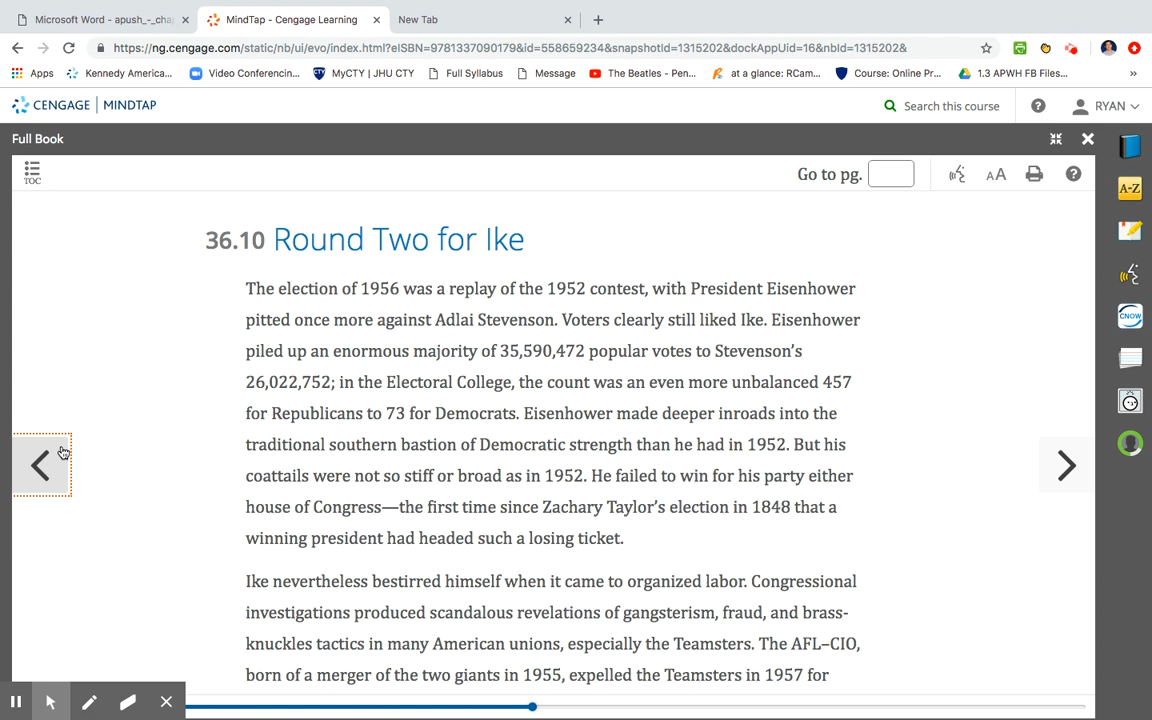 Microsoft Word - apush_-_cha
MindTap - Cengage Learning
New Tab
https://ng.cengage.com/static/nb/ui/evo/index.html?eISBN=9781337090179&id=558659234&snapshotId=1315202&dockAppUid=16&nbId=1315202&
Apps
Kennedy America...
Video Conferencin...
CTY
MyCTY | JHU CTY
Full Syllabus
Message
The Beatles - Pen...
at a glance: RCam...
Course: Online Pr...
1.3 APWH FB Files...
»
CENGAGE | MINDTAP
Search this course
RYAN
Full Book
TOC
Go to pg.
AA
A-Z
CNOW
36.10 Round Two for Ike
The election of 1956 was a replay of the 1952 contest, with President Eisenhower
pitted once more against Adlai Stevenson. Voters clearly still liked Ike. Eisenhower
piled up an enormous majority of 35,590,472 popular votes to Stevenson’s
26,022,752; in the Electoral College, the count was an even more unbalanced 457
for Republicans to 73 for Democrats. Eisenhower made deeper inroads into the
traditional southern bastion of Democratic strength than he had in 1952. But his
coattails were not so stiff or broad as in 1952. He failed to win for his party either
house of Congress—the first time since Zachary Taylor’s election in 1848 that a
winning president had headed such a losing ticket.
Ike nevertheless bestirred himself when it came to organized labor. Congressional
investigations produced scandalous revelations of gangsterism, fraud, and brass-
knuckles tactics in many American unions, especially the Teamsters. The AFL–CIO,
born of a merger of the two giants in 1955, expelled the Teamsters in 1957 for